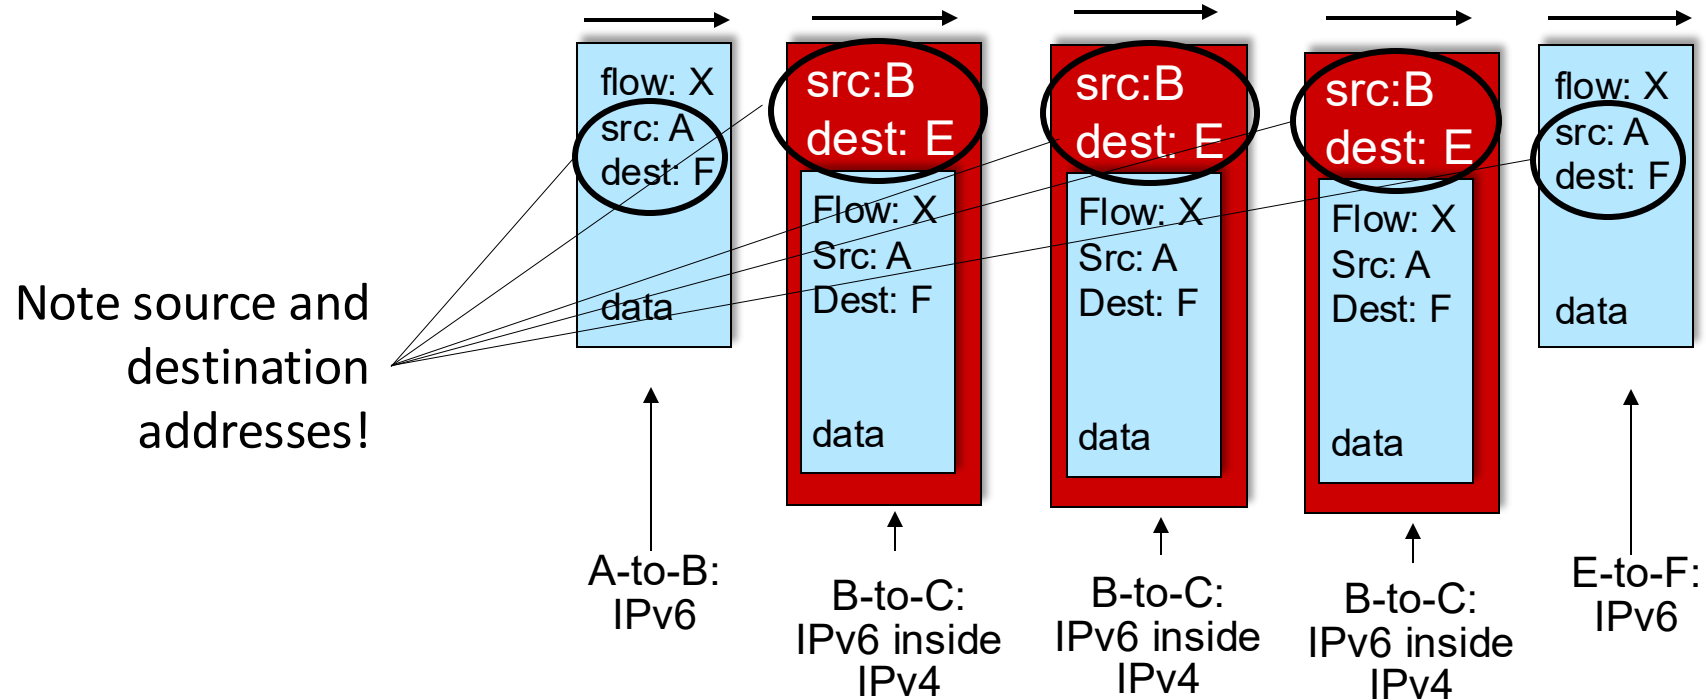 Note source and
destination
addresses!
flow: X
src: A
dest: F
data
A-to-B:
IPv6
src:B
dest: E
Flow: X
Src: A
Dest: F
data
B-to-C:
IPv6 inside
IPv4
src:B
dest: E
Flow: X
Src: A
Dest: F
data
B-to-C:
IPv6 inside
IPv4
src:B
dest: E
Flow: X
Src: A
Dest: F
data
B-to-C:
IPv6 inside
IPv4
flow: X
src: A
dest: F
data
E-to-F:
IPv6